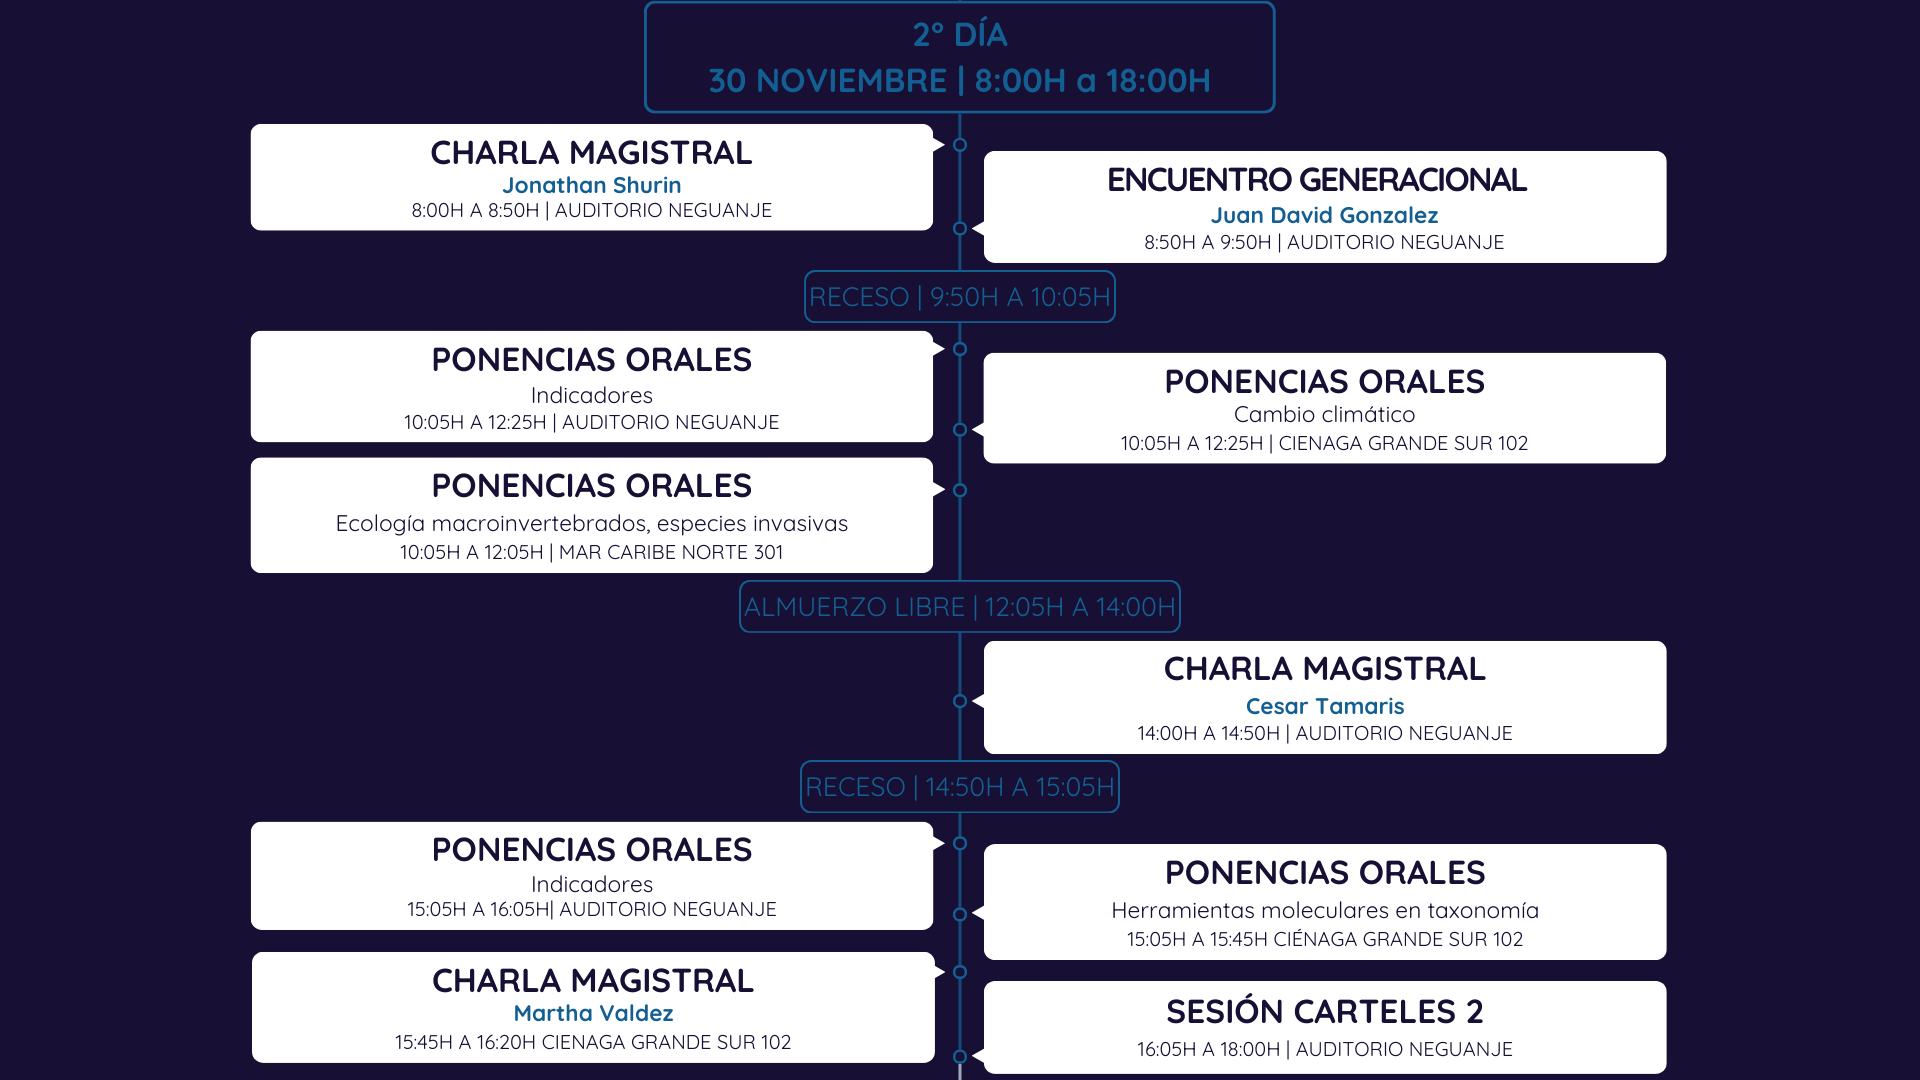 2º DÍA
30 NOVIEMBRE | 8:00H a 18:00H
CHARLA MAGISTRAL
Jonathan Shurin
8:00H A 8:50H | AUDITORIO NEGUANJE
ENCUENTRO GENERACIONAL
Juan David Gonzalez
8:50H A 9:50H | AUDITORIO NEGUANJE
RECESO | 9:50H A 10:05H
PONENCIAS ORALES
Indicadores
10:05H A 12:25H | AUDITORIO NEGUANJE
PONENCIAS ORALES
Cambio climático
10:05H A 12:25H | CIENAGA GRANDE SUR 102
PONENCIAS ORALES
Ecología macroinvertebrados, especies invasivas
10:05H A 12:05H | MAR CARIBE NORTE 301
ALMUERZO LIBRE | 12:05H A 14:00H
CHARLA MAGISTRAL
Cesar Tamaris
14:00H A 14:50H | AUDITORIO NEGUANJE
RECESO | 14:50H A 15:05H
PONENCIAS ORALES
Indicadores
15:05H A 16:05H| AUDITORIO NEGUANJE
PONENCIAS ORALES
Herramientas moleculares en taxonomía
15:05H A 15:45H CIÉNAGA GRANDE SUR 102
CHARLA MAGISTRAL
Martha Valdez
15:45H A 16:20H CIENAGA GRANDE SUR 102
SESIÓN CARTELES 2
16:05H A 18:00H | AUDITORIO NEGUANJE